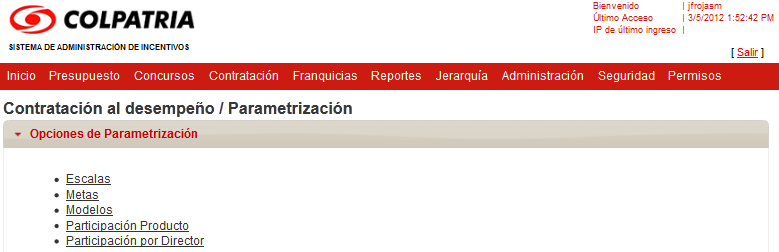 COLPATRIA
SISTEMA DE ADMINISTRACIÓN DE INCENTIVOS
Bienvenido | jfrojasm
Último Acceso | 3/5/2012 1:52:42 PM
IP de último ingreso |
[ Salir ]
Inicio Presupuesto Concursos Contratación Franquicias Reportes Jerarquía Administración Seguridad Permisos
Contratación al desempeño / Parametrización
Opciones de Parametrización
Escalas
Metas
Modelos
Participación Producto
Participación por Director